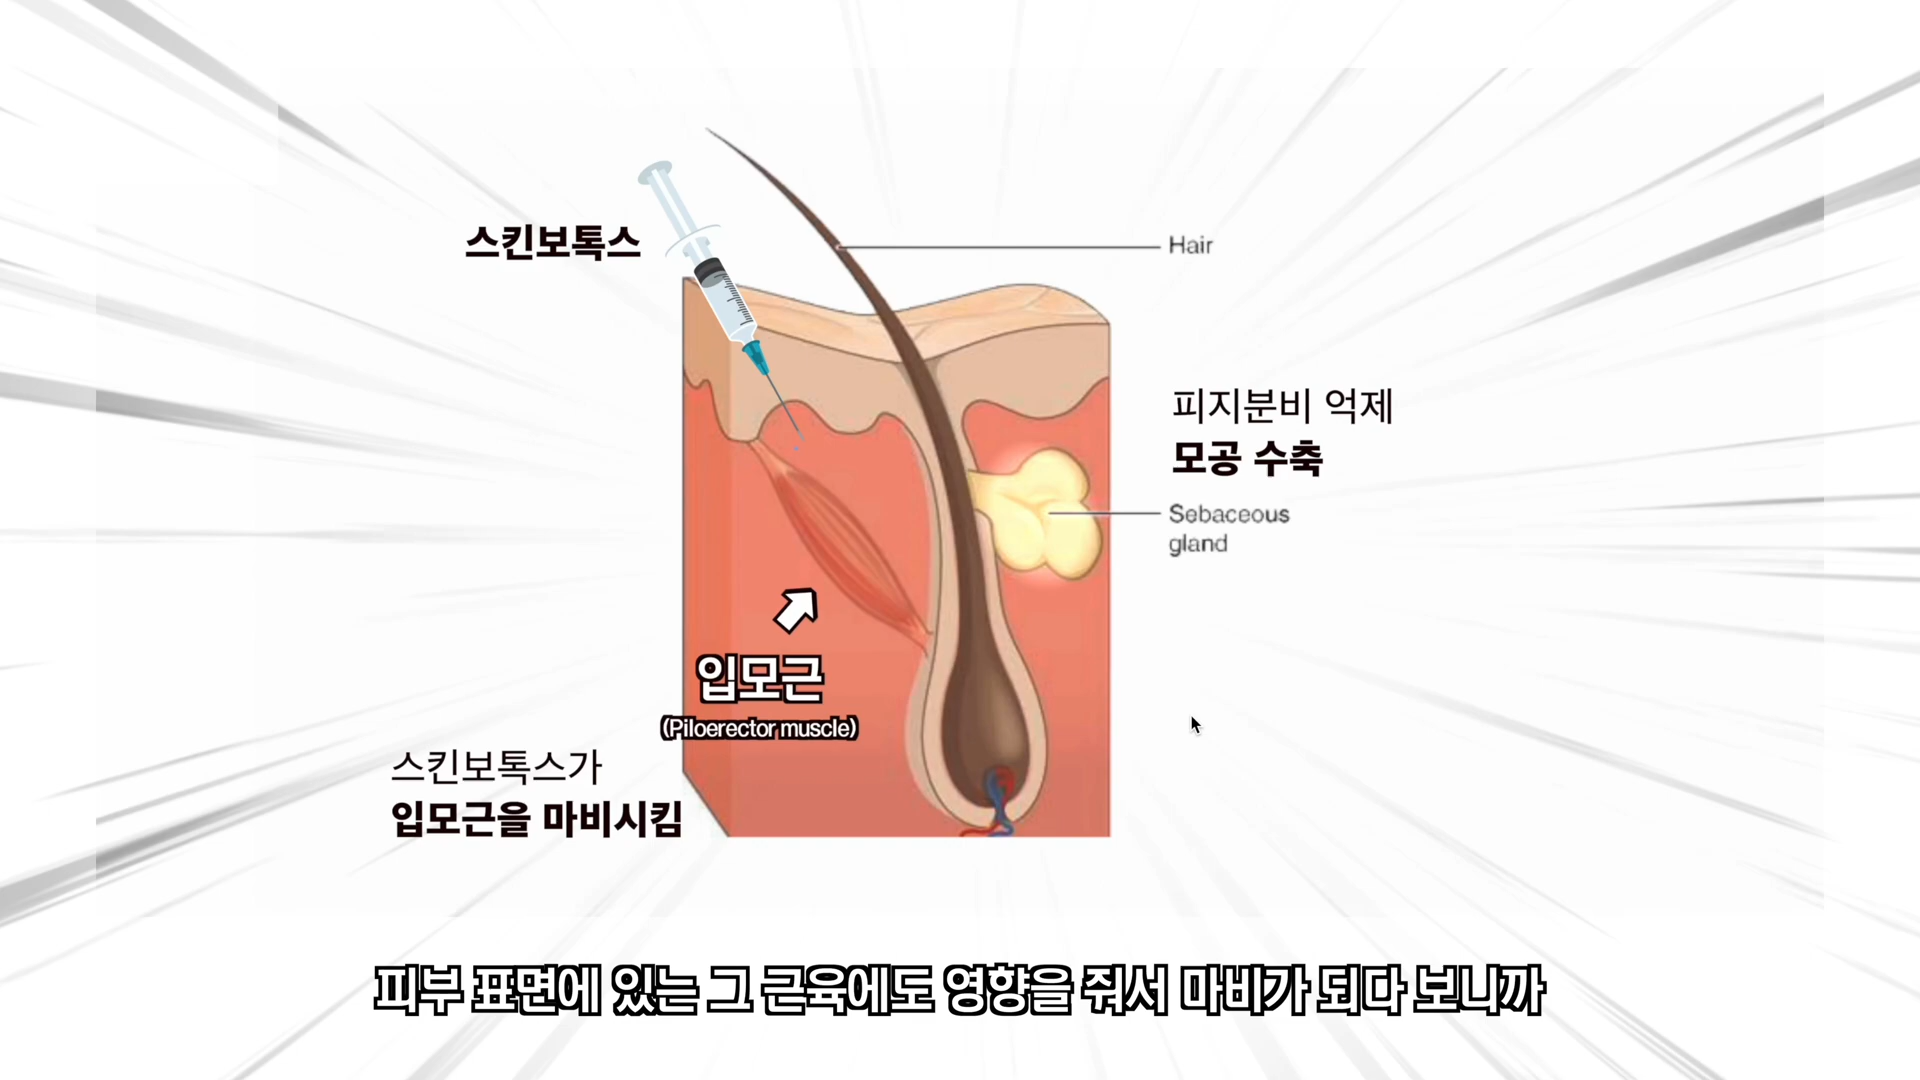 스킨보톡스
Hair
피지분비 억제
모공 수축
Sebaceous
gland
입모근
(Piloerector muscle)
스킨보톡스가
입모근을 마비시킴
피부 표면에 있는 그 근육에도 영향을 줘서 마비가 되다 보니까